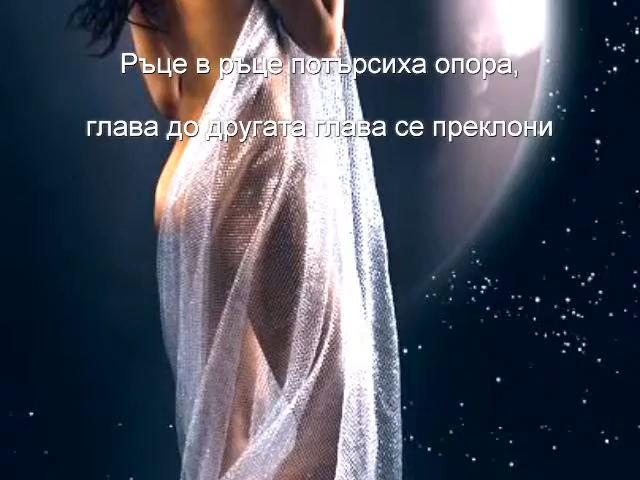 Ръце в ръце потърсиха опора,
глава до другата глава се преклони